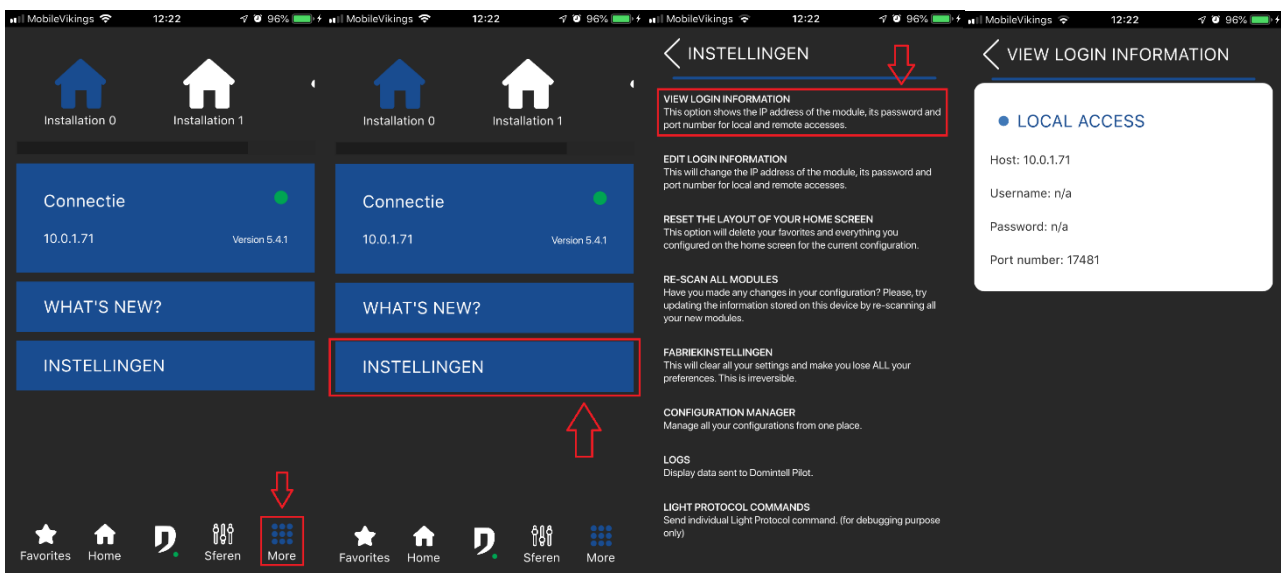 MobileVikings 12:22 96%
Installation 0 Installation 1
Connectie
10.0.1.71 Version 5.4.1
WHAT'S NEW?
INSTELLINGEN
Favorites Home Sferen More
MobileVikings 12:22 96%
Installation 0 Installation 1
Connectie
10.0.1.71 Version 5.4.1
WHAT'S NEW?
INSTELLINGEN
Favorites Home Sferen More
MobileVikings 12:22 96%
INSTELLINGEN
VIEW LOGIN INFORMATION
This option shows the IP address of the module, its password and
port number for local and remote accesses.
EDIT LOGIN INFORMATION
This will change the IP address of the module, its password and
port number for local and remote accesses.
RESET THE LAYOUT OF YOUR HOME SCREEN
This option will delete your favorites and everything you
configured on the home screen for the current configuration.
RE-SCAN ALL MODULES
Have you made any changes in your configuration? Please, try
updating the information stored on this device by re-scanning all
your new modules.
FABRIEKINSTELLINGEN
This will clear all your settings and make you lose ALL your
preferences. This is irreversible.
CONFIGURATION MANAGER
Manage all your configurations from one place.
LOGS
Display data sent to Domintell Pilot.
LIGHT PROTOCOL COMMANDS
Send individual Light Protocol command. (for debugging purpose
only)
MobileVikings 12:22 96%
VIEW LOGIN INFORMATION
LOCAL ACCESS
Host: 10.0.1.71
Username: n/a
Password: n/a
Port number: 17481